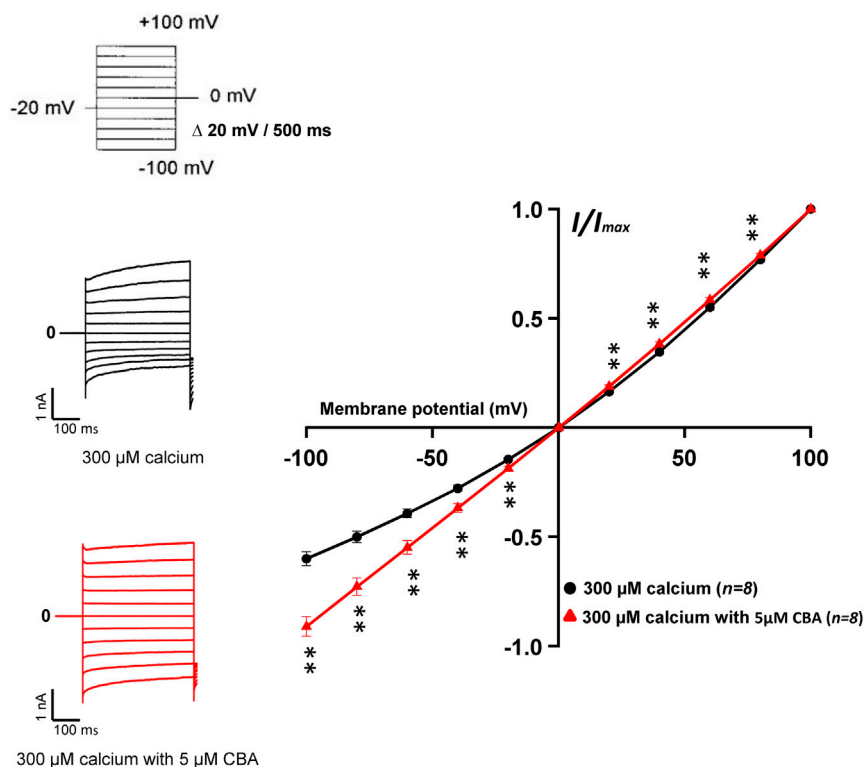 +100 mV
-20 mV
0 mV
Δ 20 mV / 500 ms
-100 mV
0
1 nA
100 ms
300 µM calcium
0
1 nA
100 ms
300 µM calcium with 5 µM CBA
I/Imax
1.0
0.5
-0.5
-1.0
Membrane potential (mV)
-100
-50
50
100
**
**
**
**
**
**
**
**
**
**
300 µM calcium (n=8)
300 µM calcium with 5µM CBA (n=8)